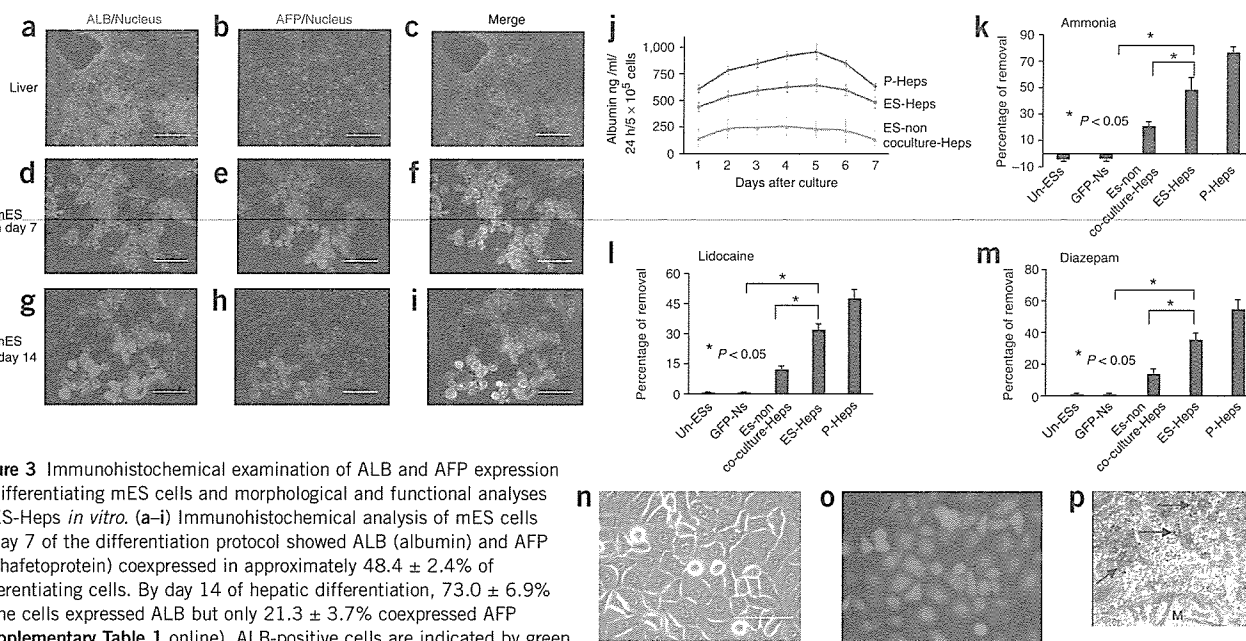 a ALB/Nucleus b AFP/Nucleus c Merge
Liver
d e f
day 7
g h i
day 14
j
Albumin ng /ml/
24 h/5 × 10⁵ cells
1,000
750
500
250
0
1 2 3 4 5 6 7
Days after culture
P-Heps
ES-Heps
ES-non
coculture-Heps
k Ammonia
Percentage of removal
90
70
50
30
10
−10
*
*
* P < 0.05
Un-ESs
GFP-Ns
Es-non
co-culture-Heps
ES-Heps
P-Heps
l Lidocaine
Percentage of removal
60
45
30
15
0
*
*
* P < 0.05
Un-ESs
GFP-Ns
Es-non
co-culture-Heps
ES-Heps
P-Heps
m Diazepam
Percentage of removal
80
60
40
20
0
*
*
* P < 0.05
Un-ESs
GFP-Ns
Es-non
co-culture-Heps
ES-Heps
P-Heps
ure 3 Immunohistochemical examination of ALB and AFP expression
ifferentiating mES cells and morphological and functional analyses
ES-Heps in vitro. (a–i) Immunohistochemical analysis of mES cells
ay 7 of the differentiation protocol showed ALB (albumin) and AFP
hafetoprotein) coexpressed in approximately 48.4 ± 2.4% of
erentiating cells. By day 14 of hepatic differentiation, 73.0 ± 6.9%
he cells expressed ALB but only 21.3 ± 3.7% coexpressed AFP
pplementary Table 1 online). ALB-positive cells are indicated by green
n o p
M